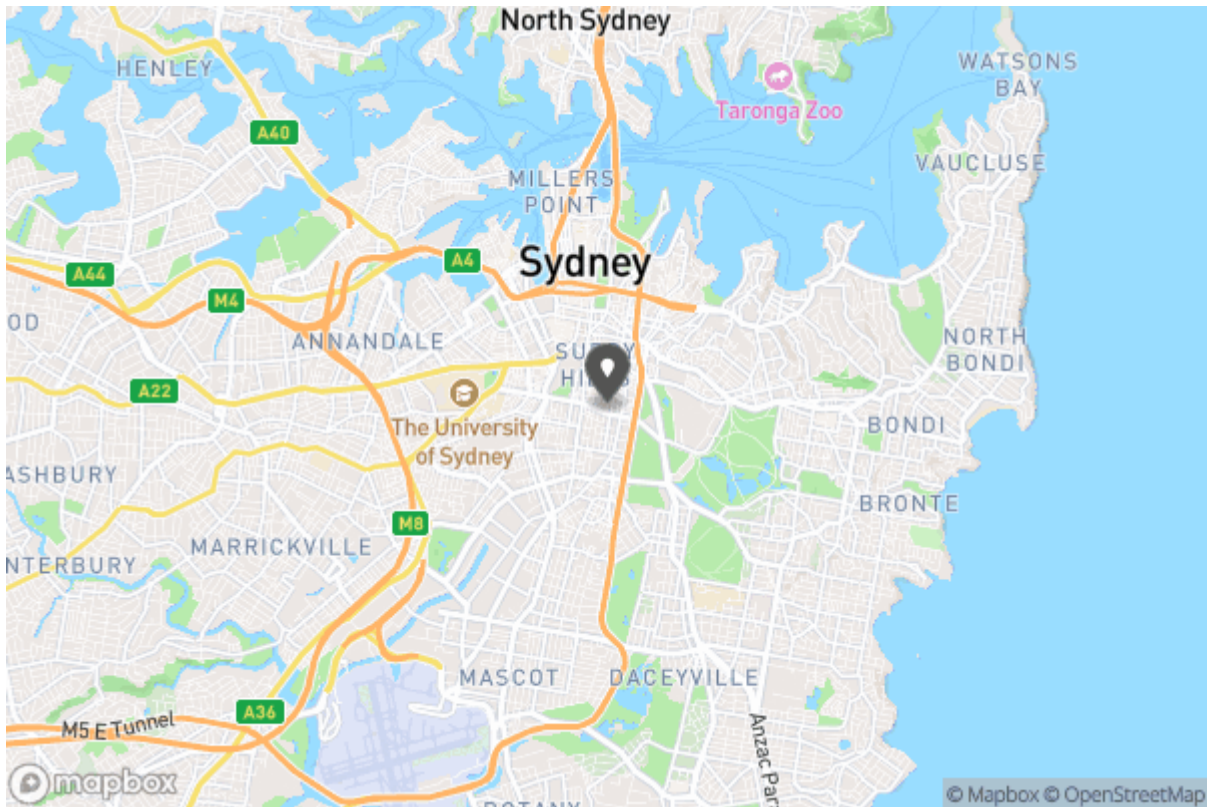 North Sydney
HENLEY
WATSONS
BAY
Taronga Zoo
A40
VAUCLUSE
MILLERS
POINT
Sydney
A4
A44
M4
OD
ANNANDALE
NORTH
BONDI
A22
The University
of Sydney
BONDI
ASHBURY
BRONTE
M8
MARRICKVILLE
NTERBURY
MASCOT
DACEYVILLE
A36
M5 E Tunnel
Anzac Par
mapbox
© Mapbox © OpenStreetMap